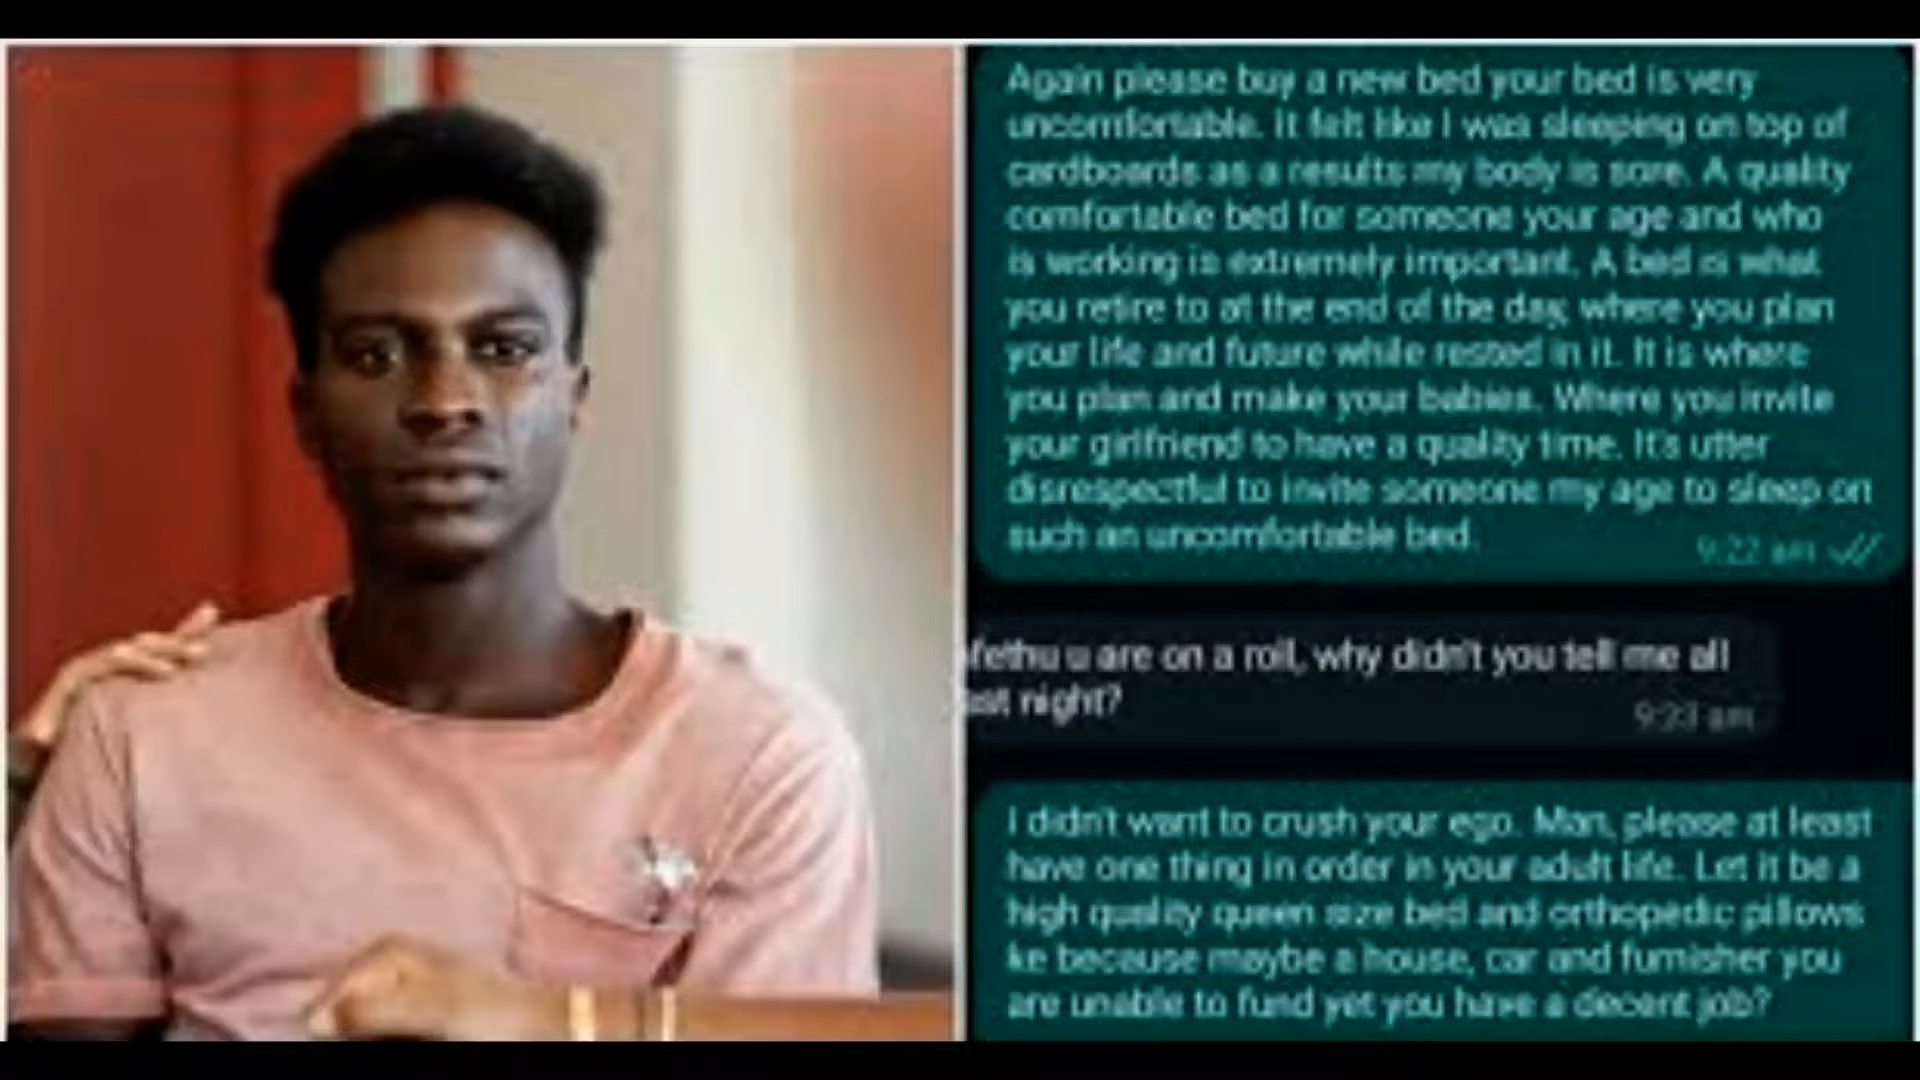 Again please buy a new bed your bed is very
uncomfortable. It felt like I was sleeping on top of
cardboards as a results my body is sore. A quality
comfortable bed for someone your age and who
is working is extremely important. A bed is what
you retire to at the end of the day, where you plan
your life and future while rested in it. It is where
you plan and make your babies. Where you invite
your girlfriend to have a quality time. It's utter
disrespectful to invite someone my age to sleep on
such an uncomfortable bed.
9:22 am
fethu u are on a roll, why didn't you tell me all
ast night?
9:23 am
I didn't want to crush your ego. Man, please at least
have one thing in order in your adult life. Let it be a
high quality queen size bed and orthopedic pillows
ke because maybe a house, car and furnisher you
are unable to fund yet you have a decent job?